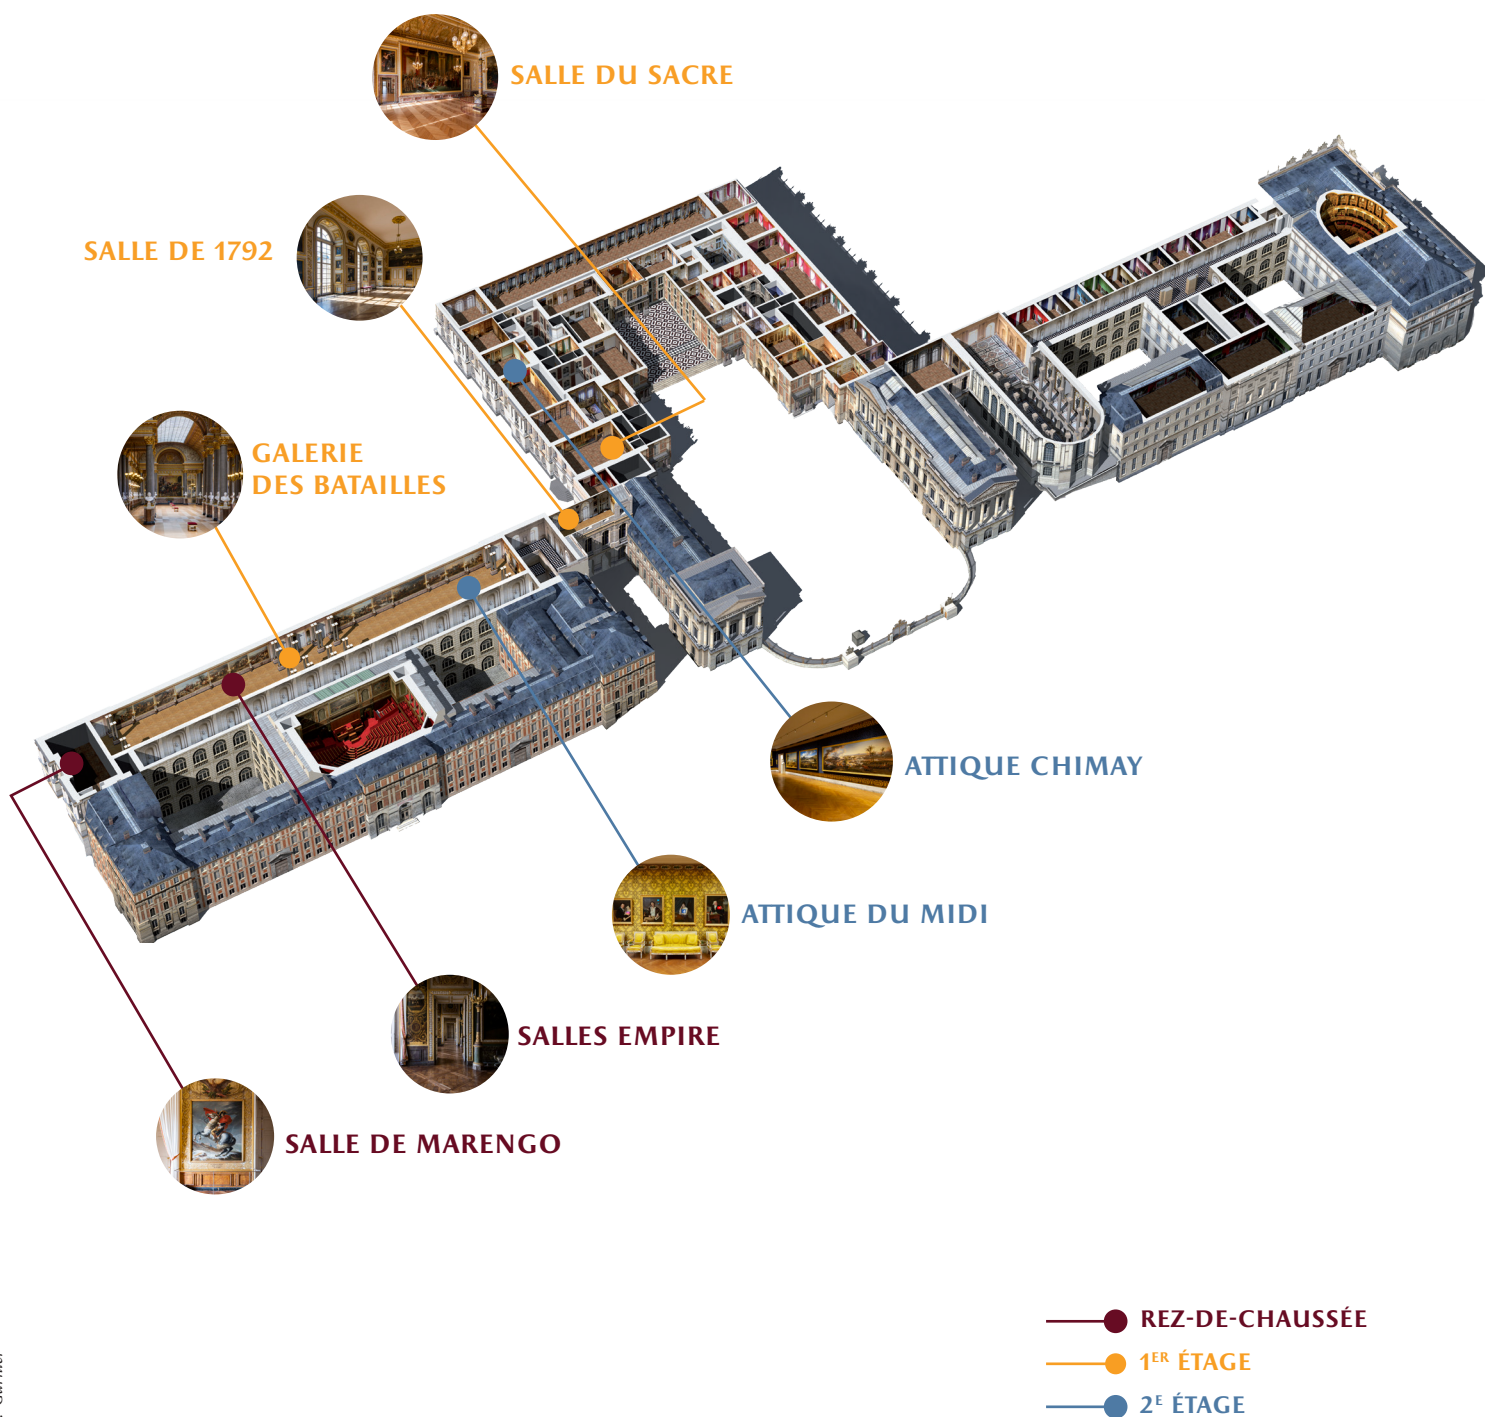 SALLE DU SACRE
SALLE DE 1792
GALERIE
DES BATAILLES
ATTIQUE CHIMAY
ATTIQUE DU MIDI
SALLES EMPIRE
SALLE DE MARENGO
REZ-DE-CHAUSSÉE
1ER ÉTAGE
2E ÉTAGE